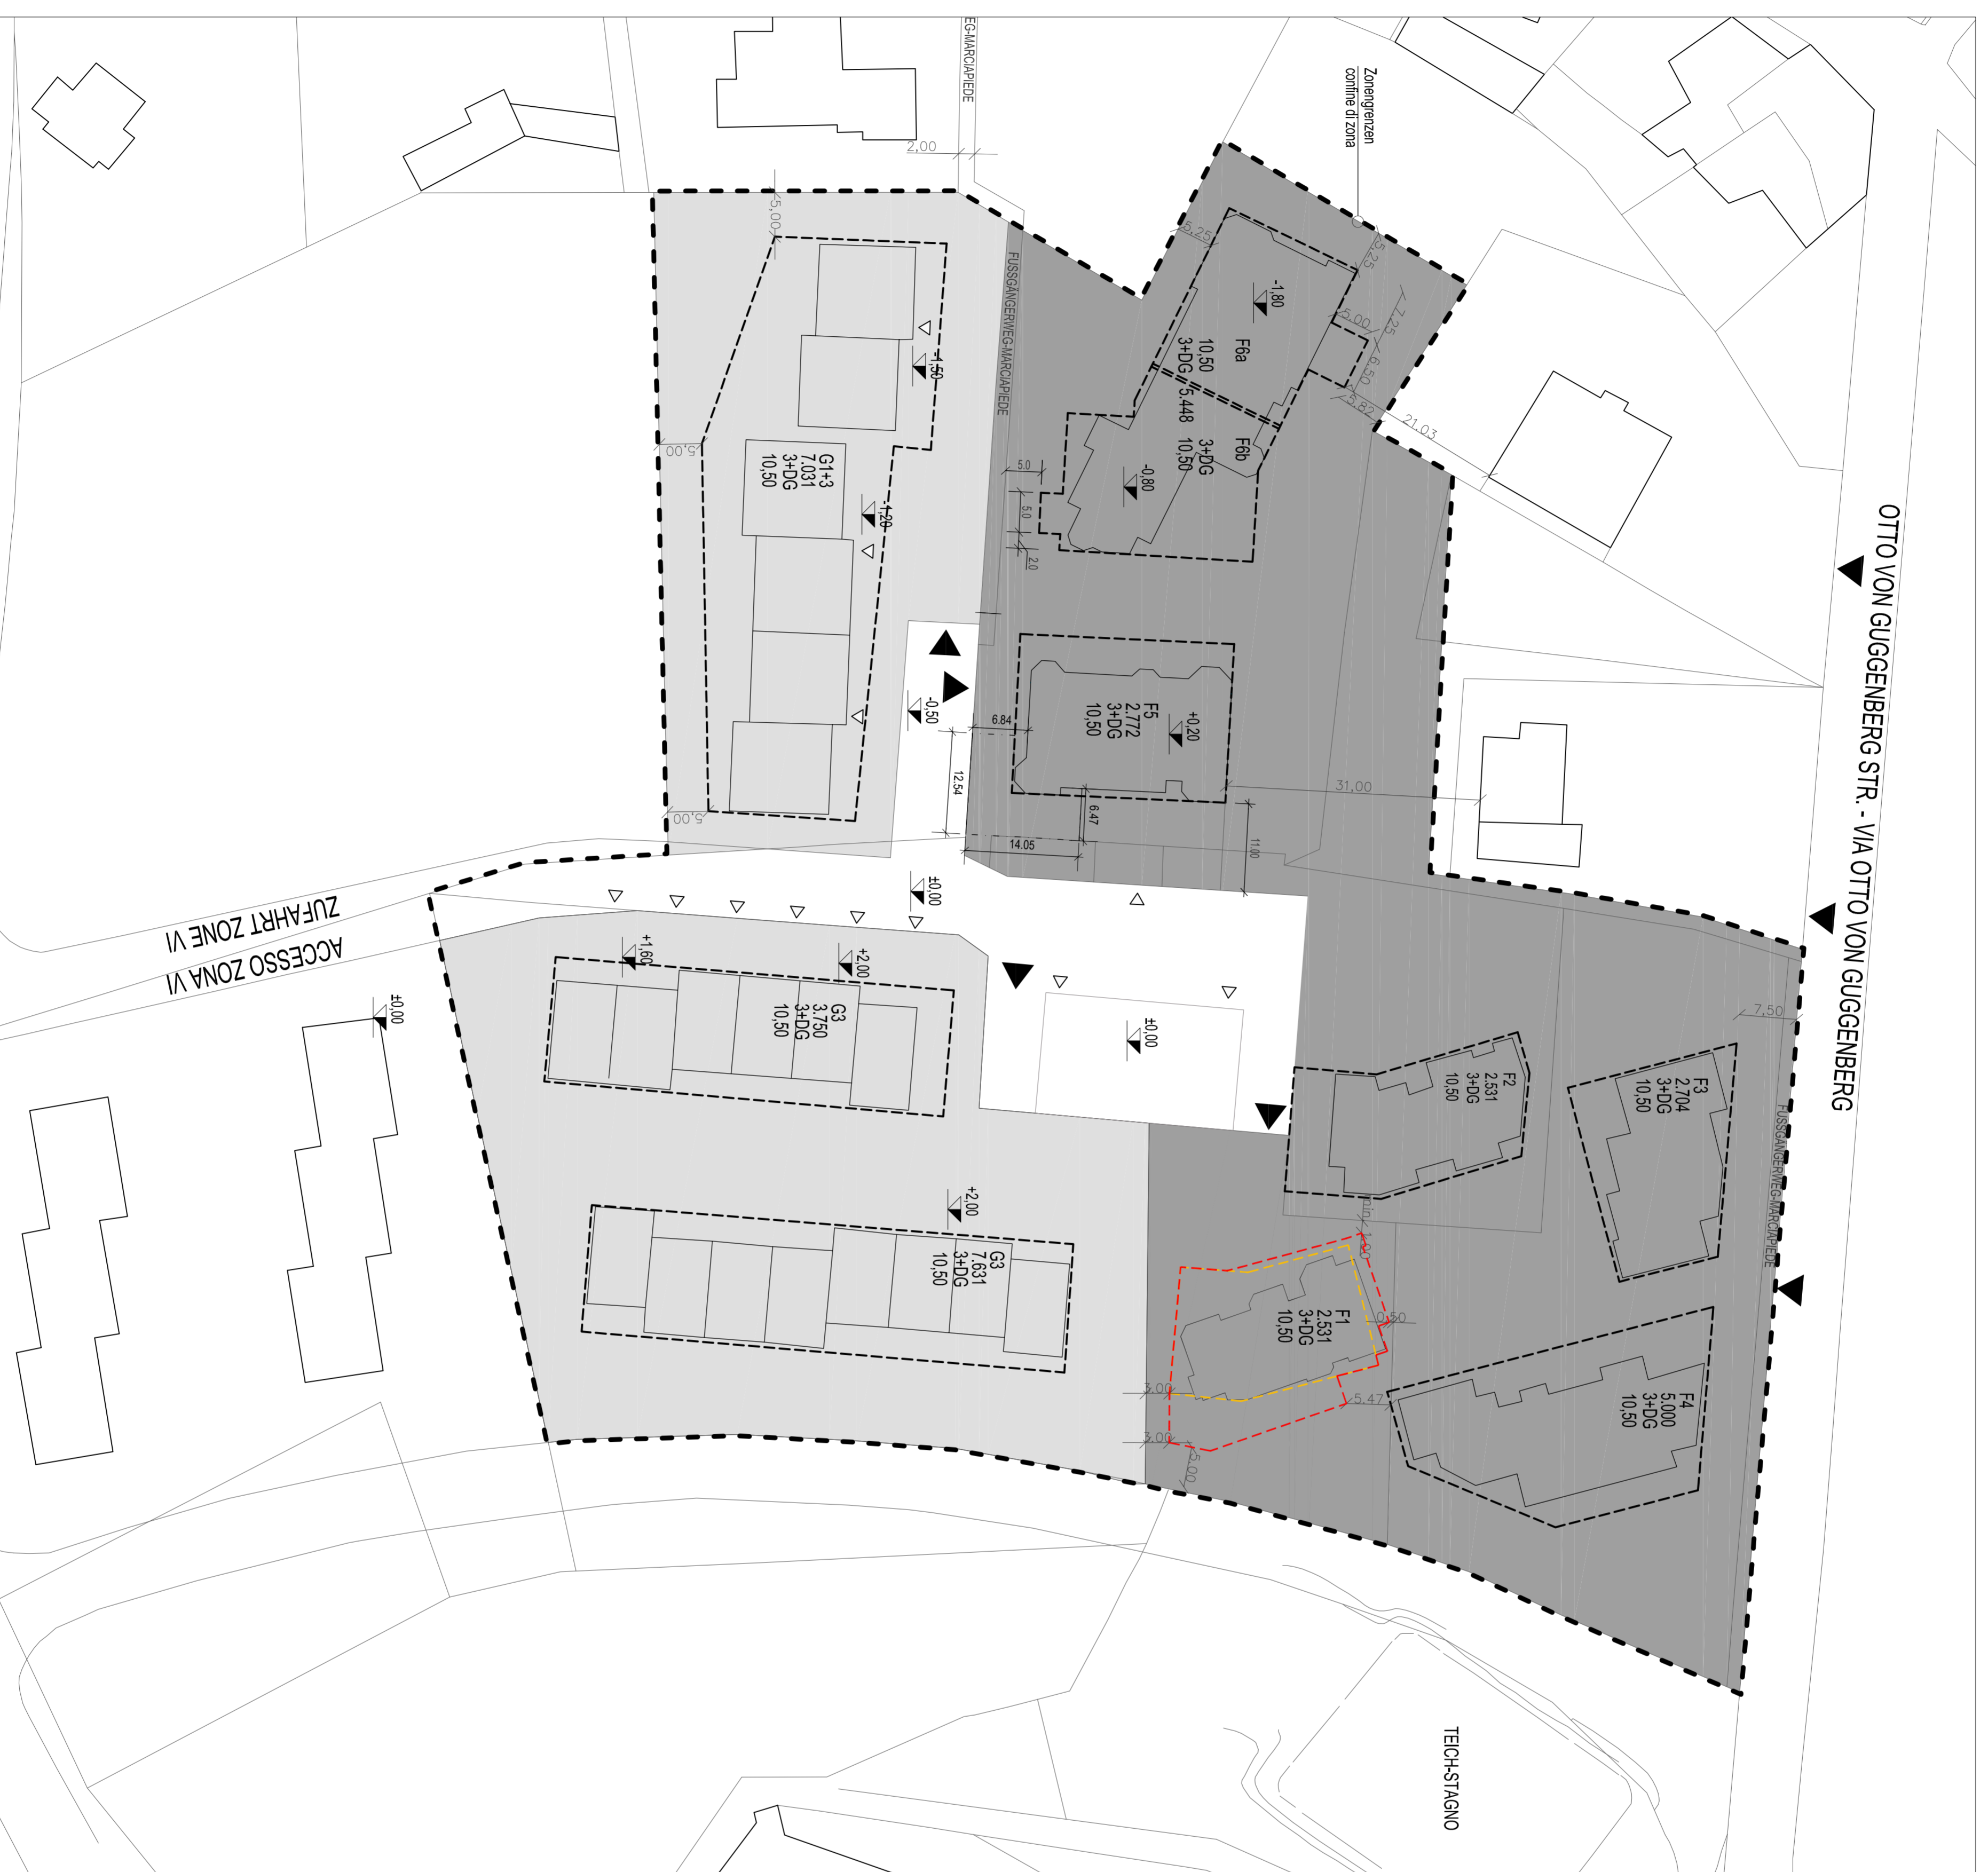 EG-MARCIAPIEDE
2,00
Zonengrenzen
confine di zona
OTTO VON GUGGENBERG STR. - VIA OTTO VON GUGGENBERG
FUSSGÄNGERWEG-MARCIAPIEDE
5,00
5,00
5,00
-1,50
G1+3
7.031
3+DG
10,50
-1,20
5,25
5,25
-1,80
5,00
7,25
6,50
5,82
21,03
F6a
10,50
3+DG
5.448
F6b
3+DG
10,50
-0,80
5.0
5.0
2.0
F5
2.772
3+DG
10,50
+0,20
-0,50
6.84
12.54
6.47
14.05
11.00
31,00
±0,00
ZUFAHRT ZONE VI
ACCESSO ZONA VI
±0,00
+1,60
+2,00
G3
3.750
3+DG
10,50
±0,00
+2,00
G3
7.631
3+DG
10,50
7,50
F2
2.531
3+DG
10,50
F3
2.704
3+DG
10,50
FUSSGÄNGERWEG-MARCIAPIEDE
F1
2.531
3+DG
10,50
0,50
3,00
3,00
5,00
5,47
F4
5.000
3+DG
10,50
TEICH-STAGNO